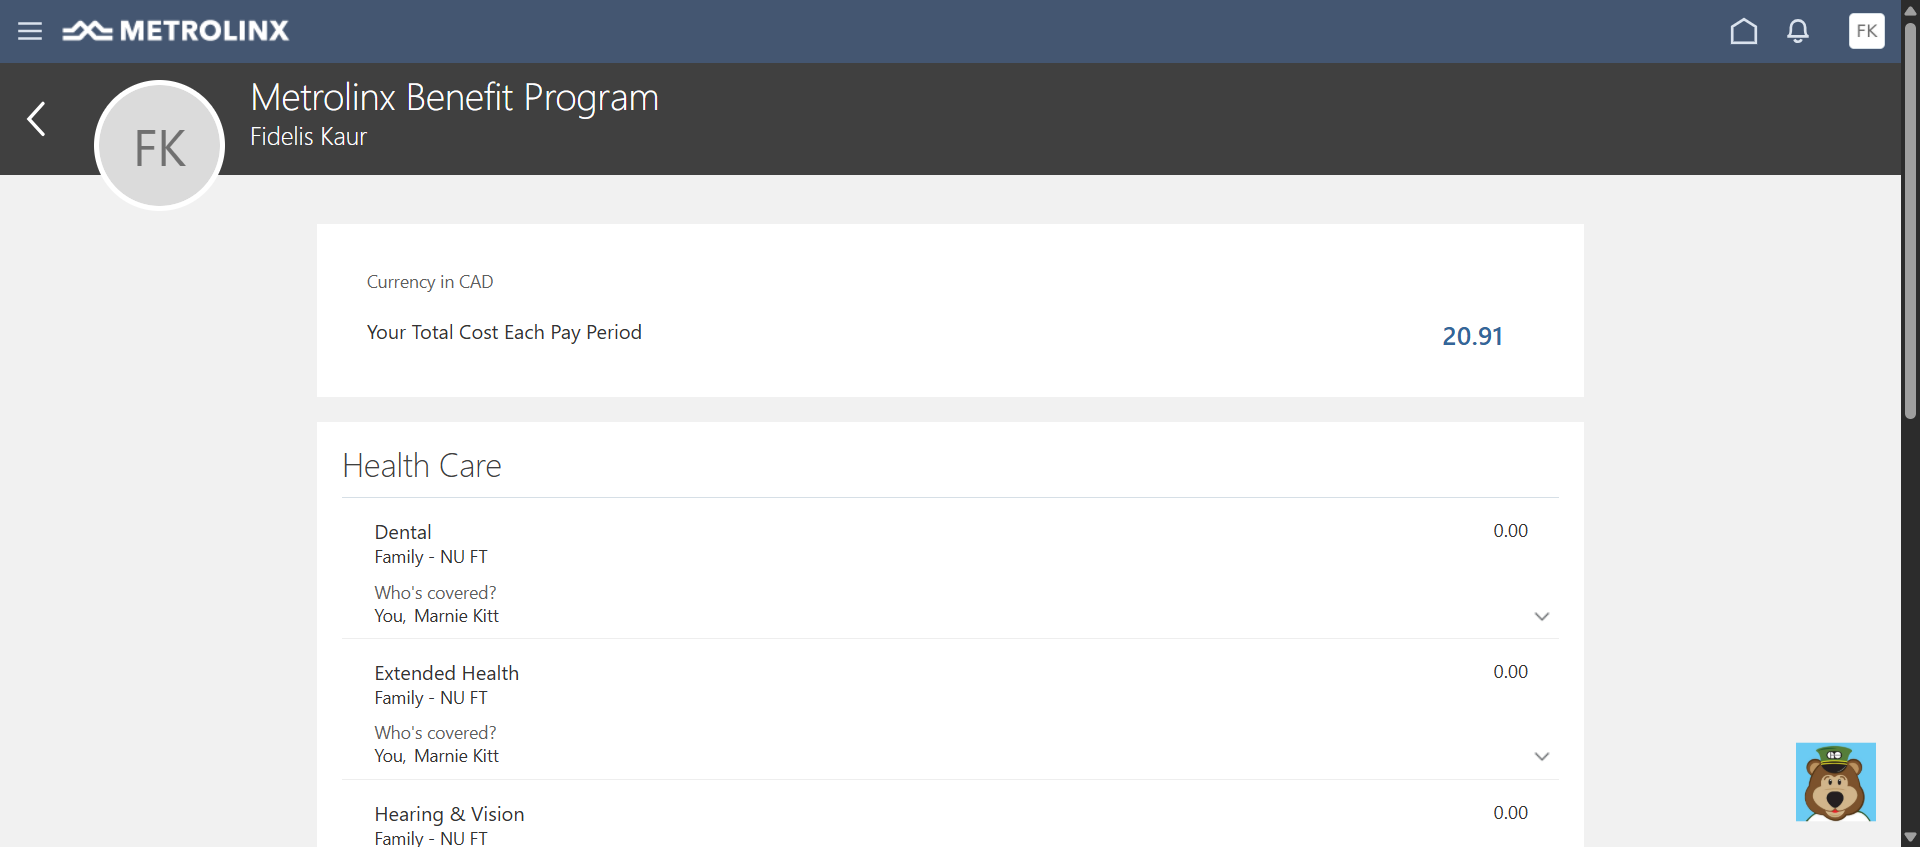 METROLINX
FK
Metrolinx Benefit Program
Fidelis Kaur
FK
Currency in CAD
Your Total Cost Each Pay Period 20.91
Health Care
Dental 0.00
Family - NU FT
Who's covered?
You, Marnie Kitt
Extended Health 0.00
Family - NU FT
Who's covered?
You, Marnie Kitt
Hearing & Vision 0.00
Family - NU FT